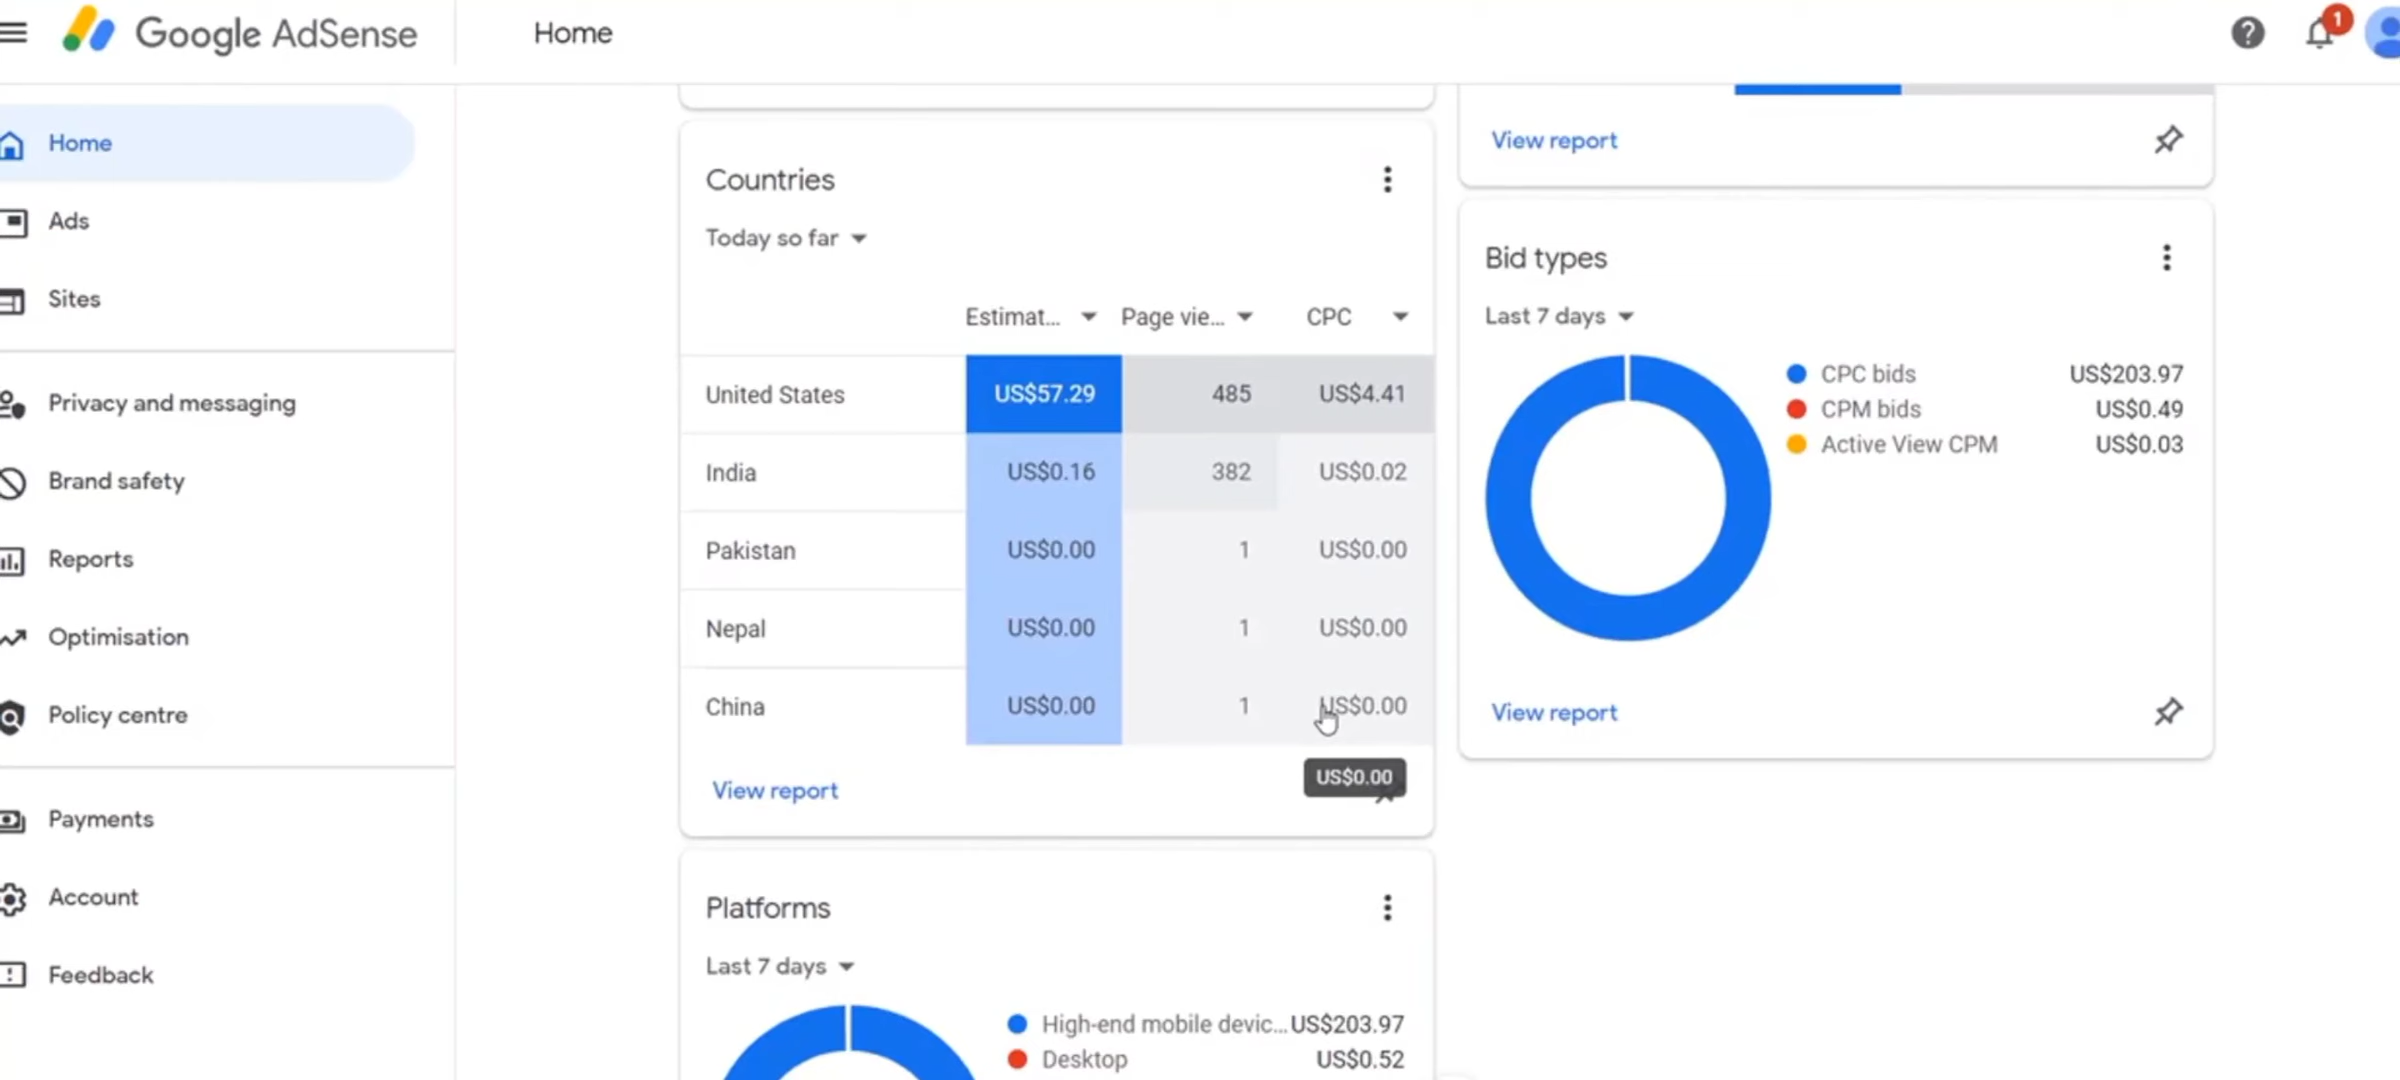 Google AdSense
Home
1
Home
Ads
Sites
Privacy and messaging
Brand safety
Reports
Optimisation
Policy centre
Payments
Account
Feedback
Countries
Today so far
Estimat... Page vie... CPC
United States US$57.29 485 US$4.41
India US$0.16 382 US$0.02
Pakistan US$0.00 1 US$0.00
Nepal US$0.00 1 US$0.00
China US$0.00 1 US$0.00
US$0.00
View report
Platforms
Last 7 days
High-end mobile devic... US$203.97
Desktop US$0.52
View report
Bid types
Last 7 days
CPC bids US$203.97
CPM bids US$0.49
Active View CPM US$0.03
View report